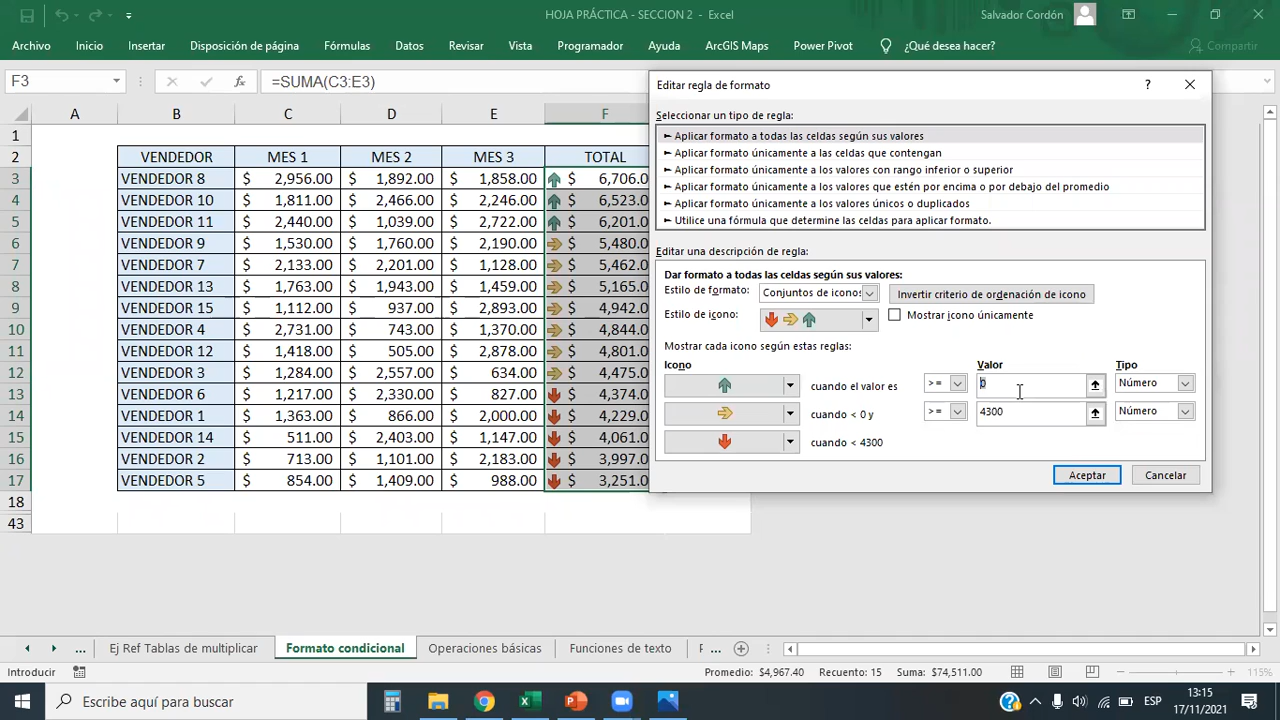 HOJA PRÁCTICA - SECCION 2 - Excel
Salvador Cordón
Archivo Inicio Insertar Disposición de página Fórmulas Datos Revisar Vista Programador Ayuda ArcGIS Maps Power Pivot ¿Qué desea hacer? Compartir
F3 fx =SUMA(C3:E3)
A B C D E F
1
2 VENDEDOR MES 1 MES 2 MES 3 TOTAL
3 VENDEDOR 8 $ 2,956.00 $ 1,892.00 $ 1,858.00 $ 6,706.0
4 VENDEDOR 10 $ 1,811.00 $ 2,466.00 $ 2,246.00 $ 6,523.0
5 VENDEDOR 11 $ 2,440.00 $ 1,039.00 $ 2,722.00 $ 6,201.0
6 VENDEDOR 9 $ 1,530.00 $ 1,760.00 $ 2,190.00 $ 5,480.0
7 VENDEDOR 7 $ 2,133.00 $ 2,201.00 $ 1,128.00 $ 5,462.0
8 VENDEDOR 13 $ 1,763.00 $ 1,943.00 $ 1,459.00 $ 5,165.0
9 VENDEDOR 15 $ 1,112.00 $ 937.00 $ 2,893.00 $ 4,942.0
10 VENDEDOR 4 $ 2,731.00 $ 743.00 $ 1,370.00 $ 4,844.0
11 VENDEDOR 12 $ 1,418.00 $ 505.00 $ 2,878.00 $ 4,801.0
12 VENDEDOR 3 $ 1,284.00 $ 2,557.00 $ 634.00 $ 4,475.0
13 VENDEDOR 6 $ 1,217.00 $ 2,330.00 $ 827.00 $ 4,374.0
14 VENDEDOR 1 $ 1,363.00 $ 866.00 $ 2,000.00 $ 4,229.0
15 VENDEDOR 14 $ 511.00 $ 2,403.00 $ 1,147.00 $ 4,061.0
16 VENDEDOR 2 $ 713.00 $ 1,101.00 $ 2,183.00 $ 3,997.0
17 VENDEDOR 5 $ 854.00 $ 1,409.00 $ 988.00 $ 3,251.0
18
43
Editar regla de formato ?
Seleccionar un tipo de regla:
► Aplicar formato a todas las celdas según sus valores
► Aplicar formato únicamente a las celdas que contengan
► Aplicar formato únicamente a los valores con rango inferior o superior
► Aplicar formato únicamente a los valores que estén por encima o por debajo del promedio
► Aplicar formato únicamente a los valores únicos o duplicados
► Utilice una fórmula que determine las celdas para aplicar formato.
Editar una descripción de regla:
Dar formato a todas las celdas según sus valores:
Estilo de formato: Conjuntos de iconos Invertir criterio de ordenación de icono
Estilo de icono: Mostrar icono únicamente
Mostrar cada icono según estas reglas:
Icono Valor Tipo
cuando el valor es >= 0 Número
cuando < 0 y >= 4300 Número
cuando < 4300
Aceptar Cancelar
... Ej Ref Tablas de multiplicar Formato condicional Operaciones básicas Funciones de texto ...
Introducir Promedio: $4,967.40 Recuento: 15 Suma: $74,511.00 115%
Escribe aquí para buscar
ESP
13:15
17/11/2021